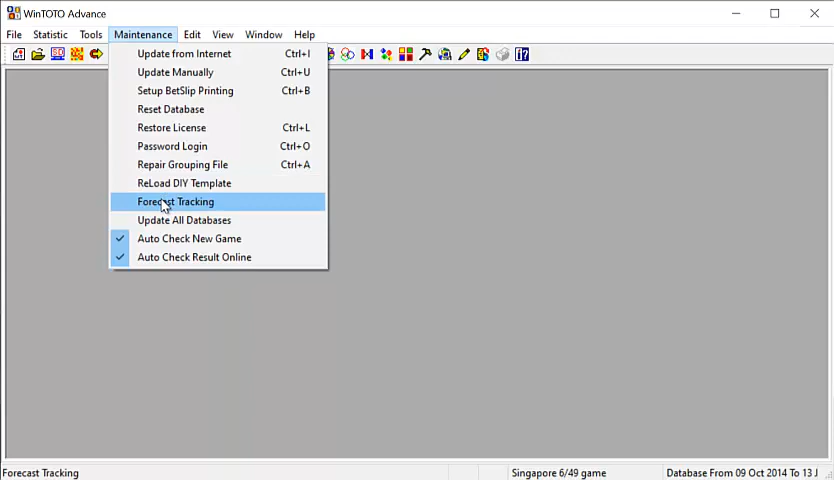 WinTOTO Advance
File Statistic Tools Maintenance Edit View Window Help
Update from Internet Ctrl+I
Update Manually Ctrl+U
Setup BetSlip Printing Ctrl+B
Reset Database
Restore License Ctrl+L
Password Login Ctrl+O
Repair Grouping File Ctrl+A
ReLoad DIY Template
Forecast Tracking
Update All Databases
Auto Check New Game
Auto Check Result Online
Forecast Tracking Singapore 6/49 game Database From 09 Oct 2014 To 13 J